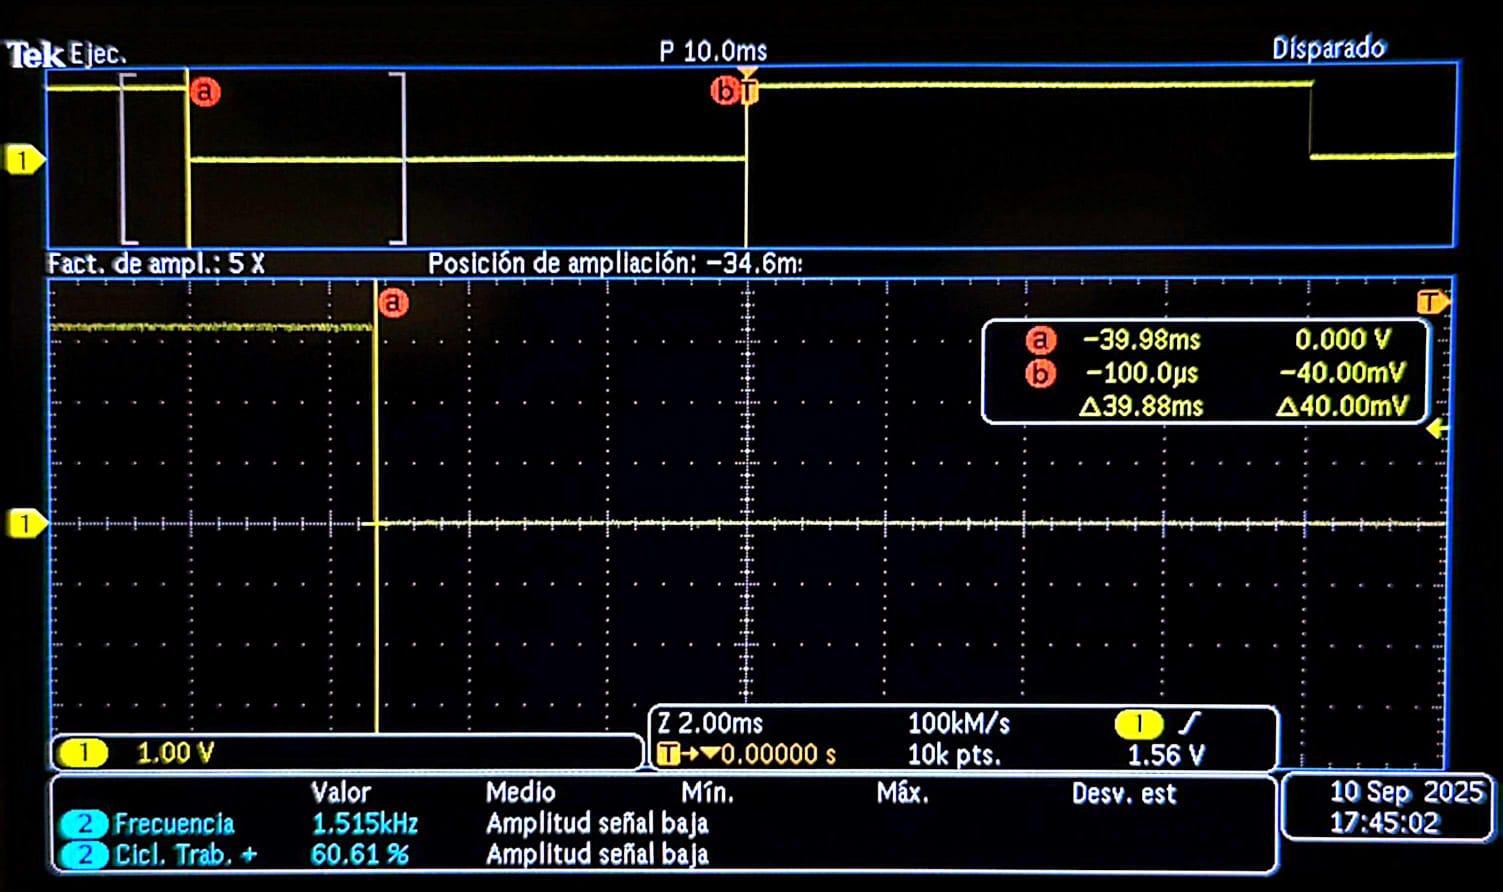 Tek Ejec. P 10.0ms Disparado
a b T
1
Fact. de ampl.: 5 X Posición de ampliación: −34.6m
a T
a −39.98ms 0.000 V
b −100.0µs −40.00mV
△39.88ms △40.00mV
1
1 1.00 V
Z 2.00ms 100kM/s 1
T→▼0.00000 s 10k pts. 1.56 V
Valor Medio Mín. Máx. Desv. est
2 Frecuencia 1.515kHz Amplitud señal baja
2 Cicl. Trab. + 60.61 % Amplitud señal baja
10 Sep 2025
17:45:02